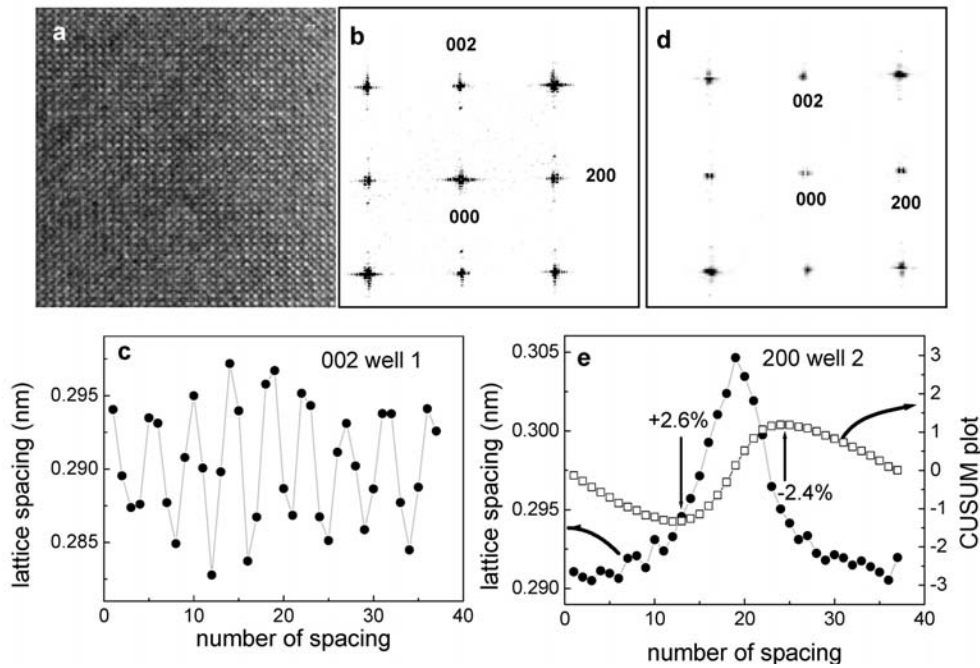 a
b
002
200
000
d
002
000
200
c
002 well 1
0.295
0.290
0.285
lattice spacing (nm)
0
10
20
30
40
number of spacing
e
200 well 2
0.305
0.300
0.295
0.290
lattice spacing (nm)
+2.6%
-2.4%
3
2
1
0
-1
-2
-3
CUSUM plot
0
10
20
30
40
number of spacing